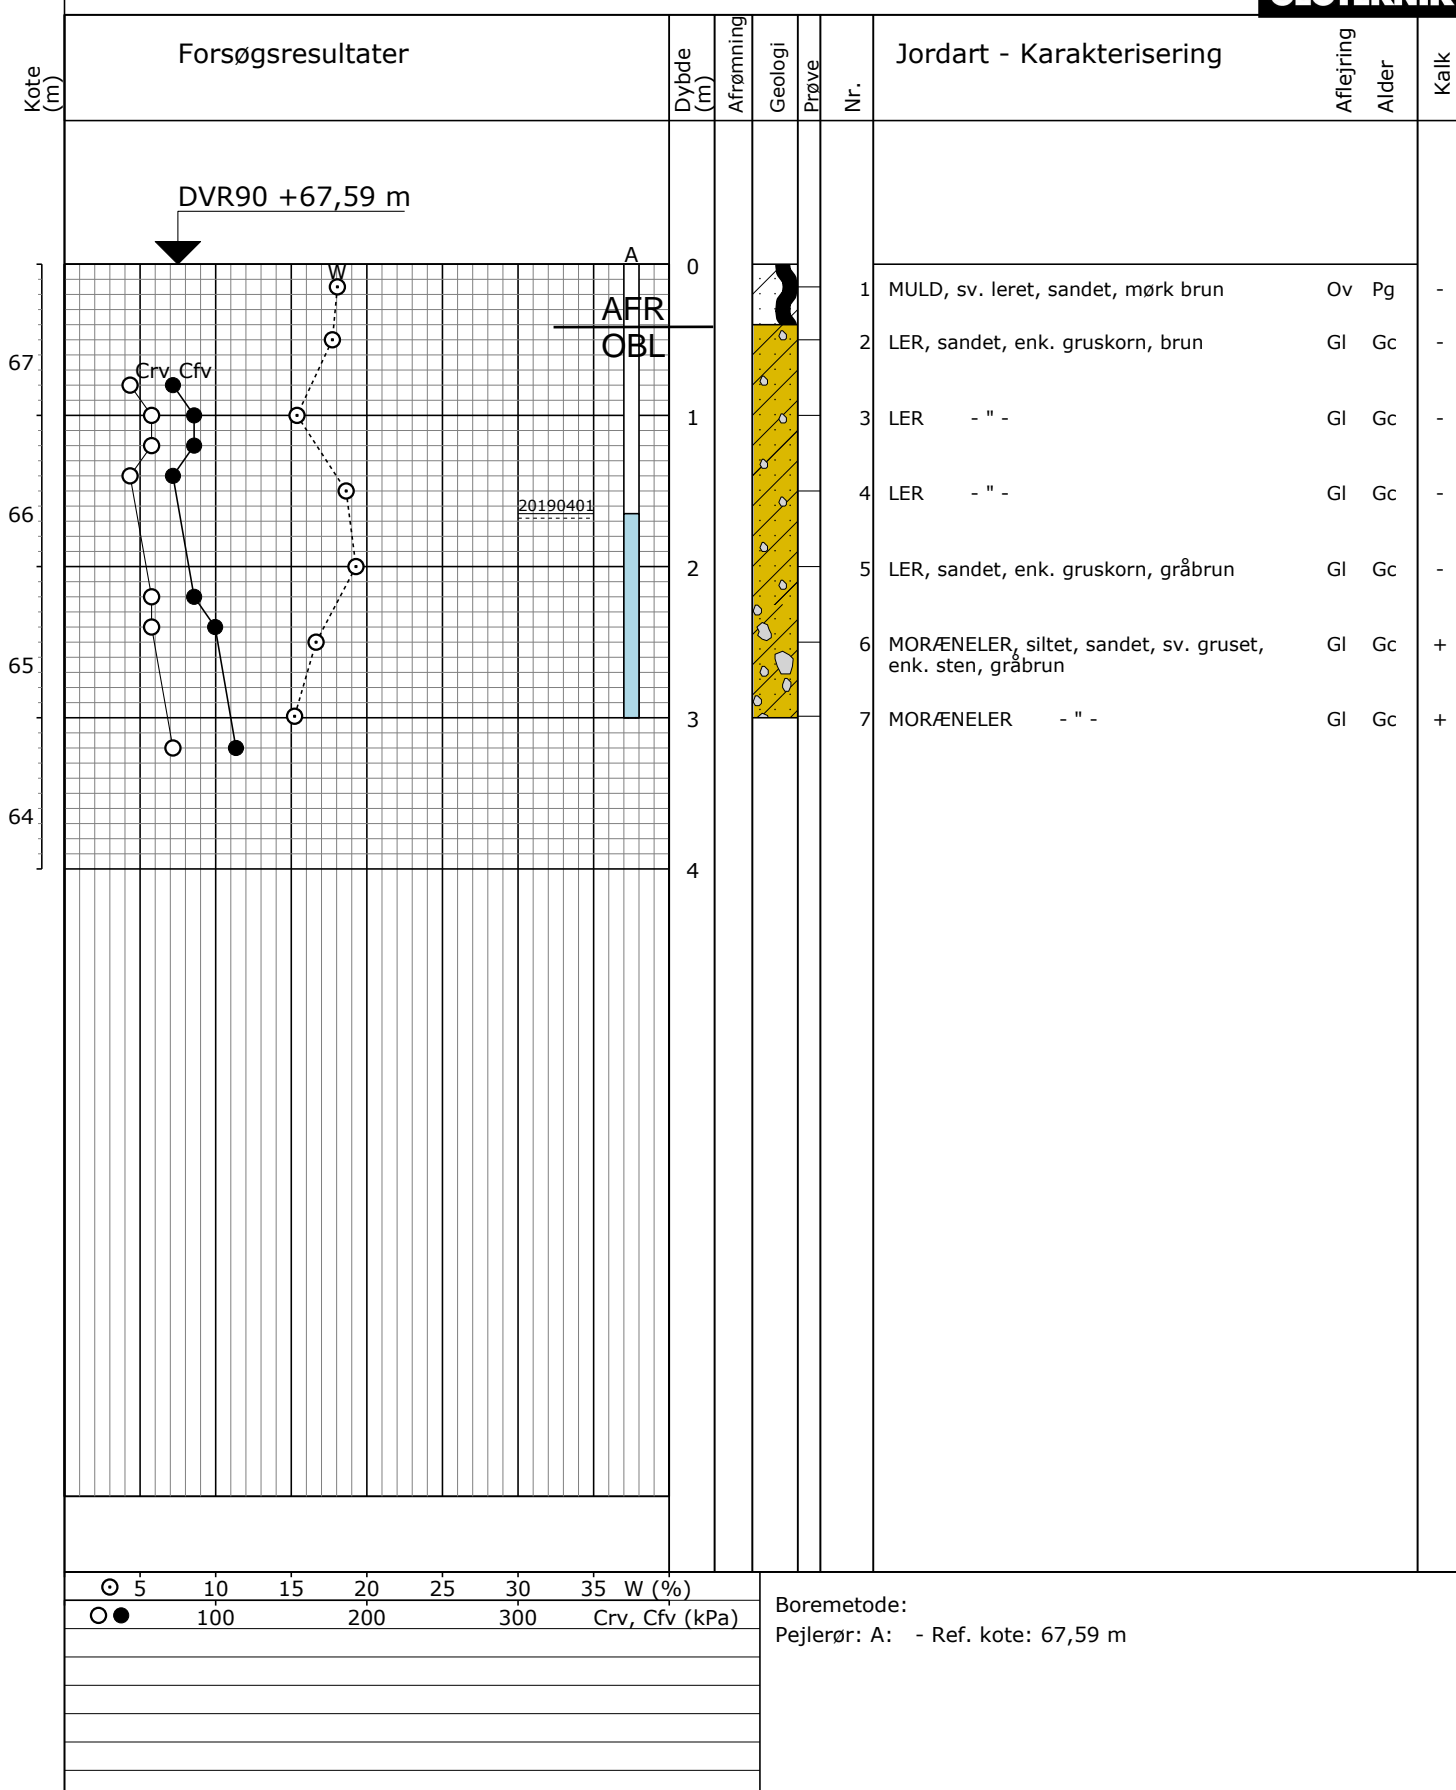 Kote (m)
Forsøgsresultater
Dybde (m)
Afrømning
Geologi
Prøve
Nr.
Jordart - Karakterisering
Aflejring
Alder
Kalk
DVR90 +67,59 m
A
W
0
AFR
OBL
1 MULD, sv. leret, sandet, mørk brun Ov Pg -
2 LER, sandet, enk. gruskorn, brun Gl Gc -
67
Crv Cfv
1
3 LER - " - Gl Gc -
4 LER - " - Gl Gc -
20190401
66
2
5 LER, sandet, enk. gruskorn, gråbrun Gl Gc -
6 MORÆNELER, siltet, sandet, sv. gruset, Gl Gc +
enk. sten, gråbrun
65
3
7 MORÆNELER - " - Gl Gc +
64
4
5 10 15 20 25 30 35 W (%)
100 200 300 Crv, Cfv (kPa)
Boremetode:
Pejlerør: A: - Ref. kote: 67,59 m